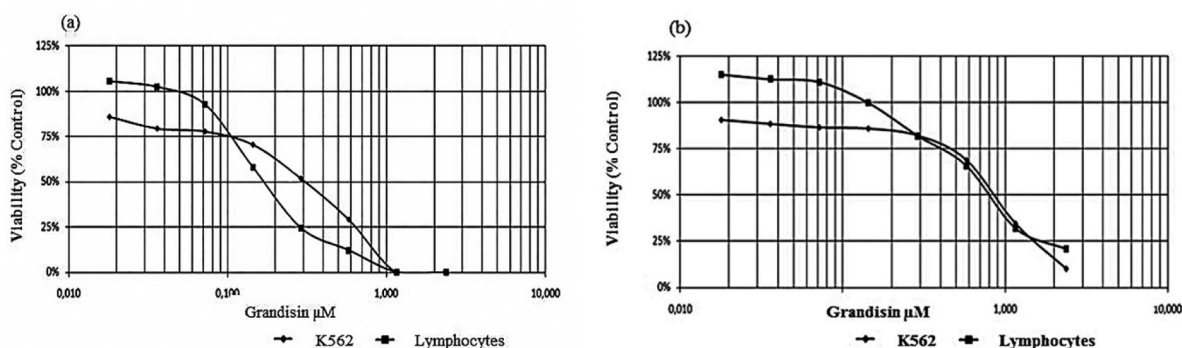 (a)
125%
100%
75%
50%
25%
0%
Viability (% Control)
0,010
0,100
1,000
10,000
Grandisin µM
K562
Lymphocytes
(b)
125%
100%
75%
50%
25%
0%
Viability (% Control)
0,010
Grandisin µM
1,000
10,000
K562
Lymphocytes